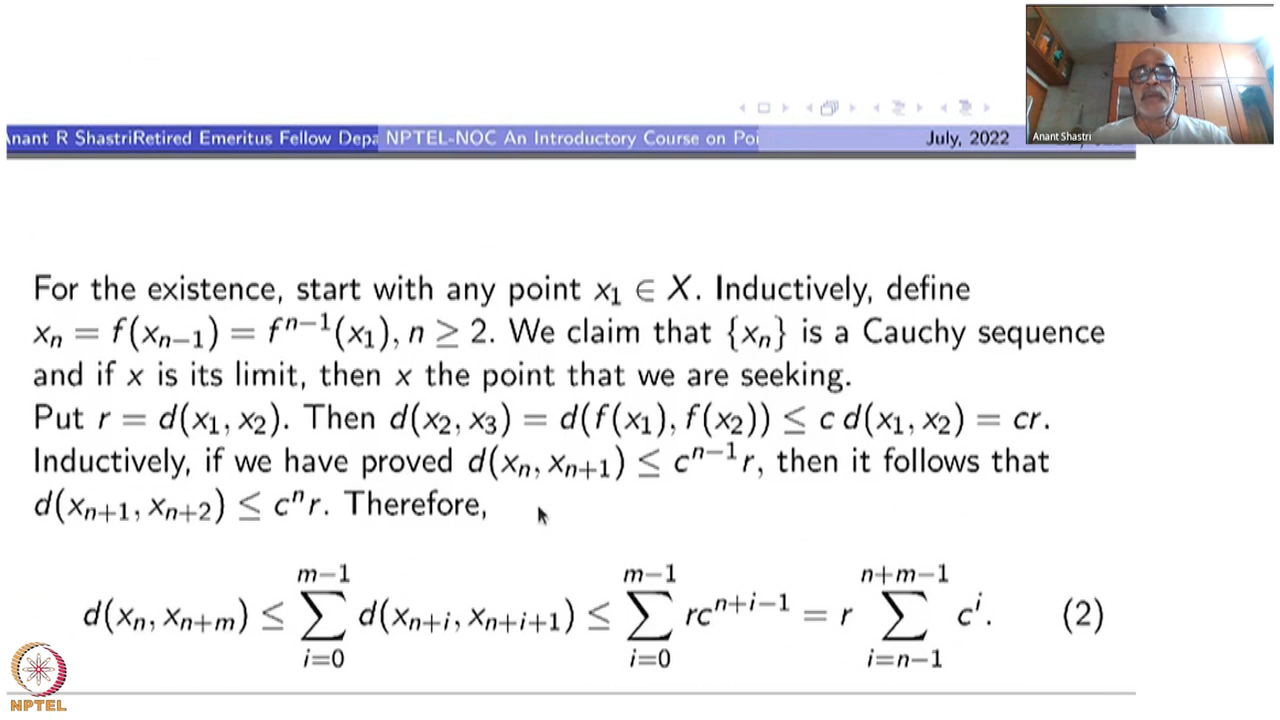 Anant Shastri
nant R ShastriRetired Emeritus Fellow Depa NPTEL-NOC An Introductory Course on Poi July, 2022
For the existence, start with any point x₁ ∈ X. Inductively, define
xₙ = f(xₙ₋₁) = fⁿ⁻¹(x₁), n ≥ 2. We claim that {xₙ} is a Cauchy sequence
and if x is its limit, then x the point that we are seeking.
Put r = d(x₁, x₂). Then d(x₂, x₃) = d(f(x₁), f(x₂)) ≤ c d(x₁, x₂) = cr.
Inductively, if we have proved d(xₙ, xₙ₊₁) ≤ cⁿ⁻¹r, then it follows that
d(xₙ₊₁, xₙ₊₂) ≤ cⁿr. Therefore,
d(xₙ, xₙ₊ₘ) ≤ ∑_{i=0}^{m−1} d(xₙ₊ᵢ, xₙ₊ᵢ₊₁) ≤ ∑_{i=0}^{m−1} rcⁿ⁺ⁱ⁻¹ = r ∑_{i=n−1}^{n+m−1} cⁱ. (2)
NPTEL